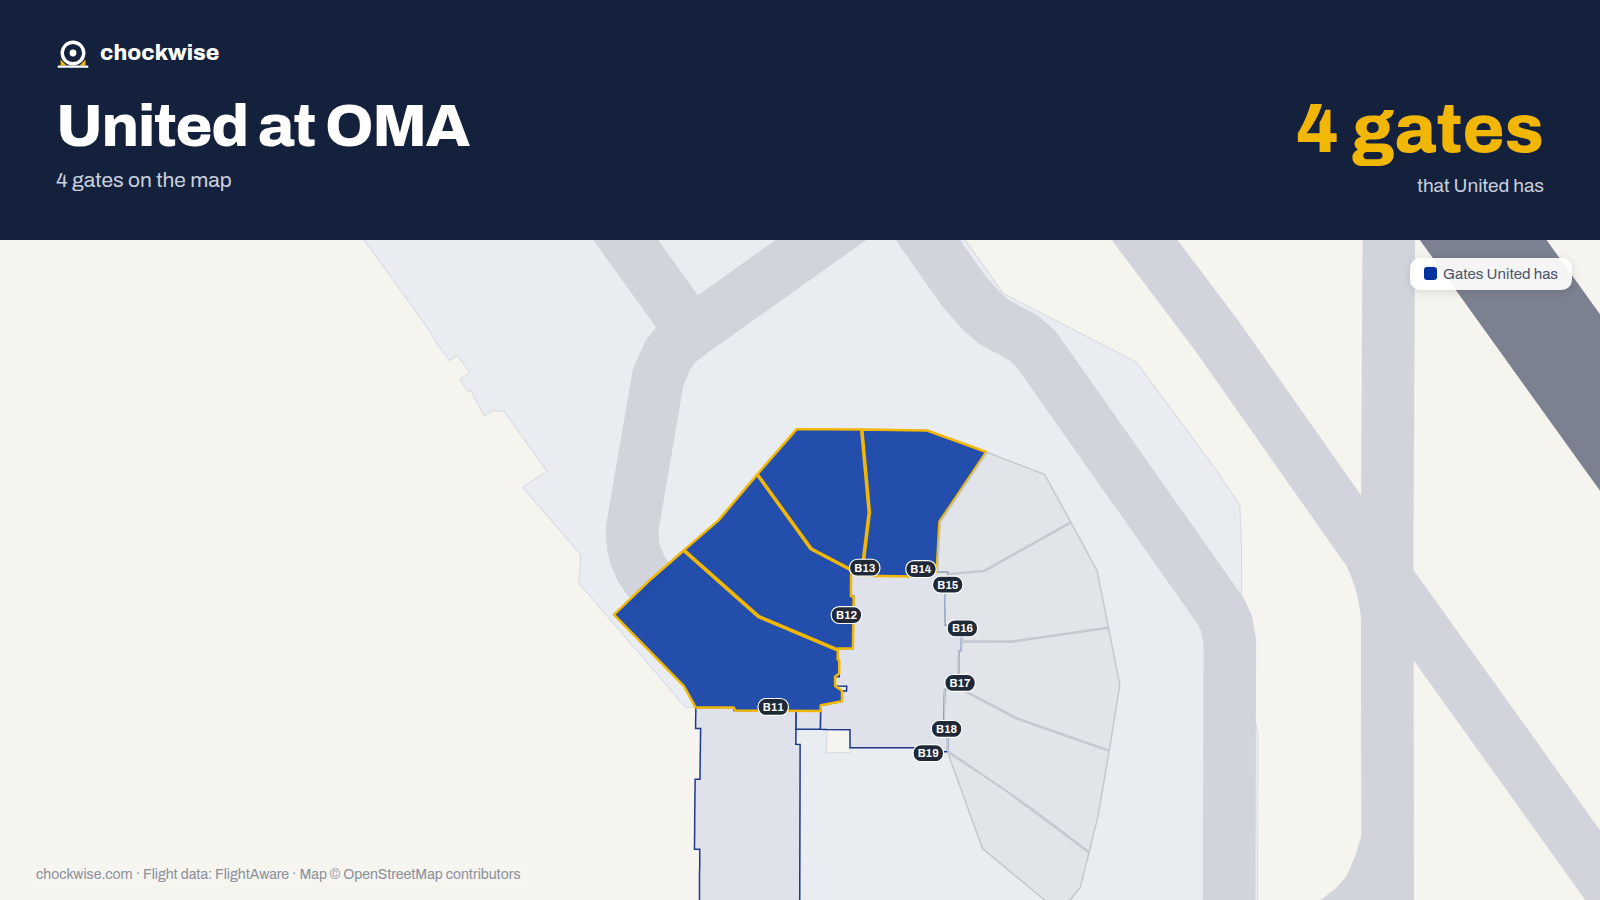 chockwise
United at OMA
4 gates on the map
4 gates
that United has
Gates United has
B13
B14
B15
B12
B16
B17
B11
B18
B19
chockwise.com · Flight data: FlightAware · Map © OpenStreetMap contributors